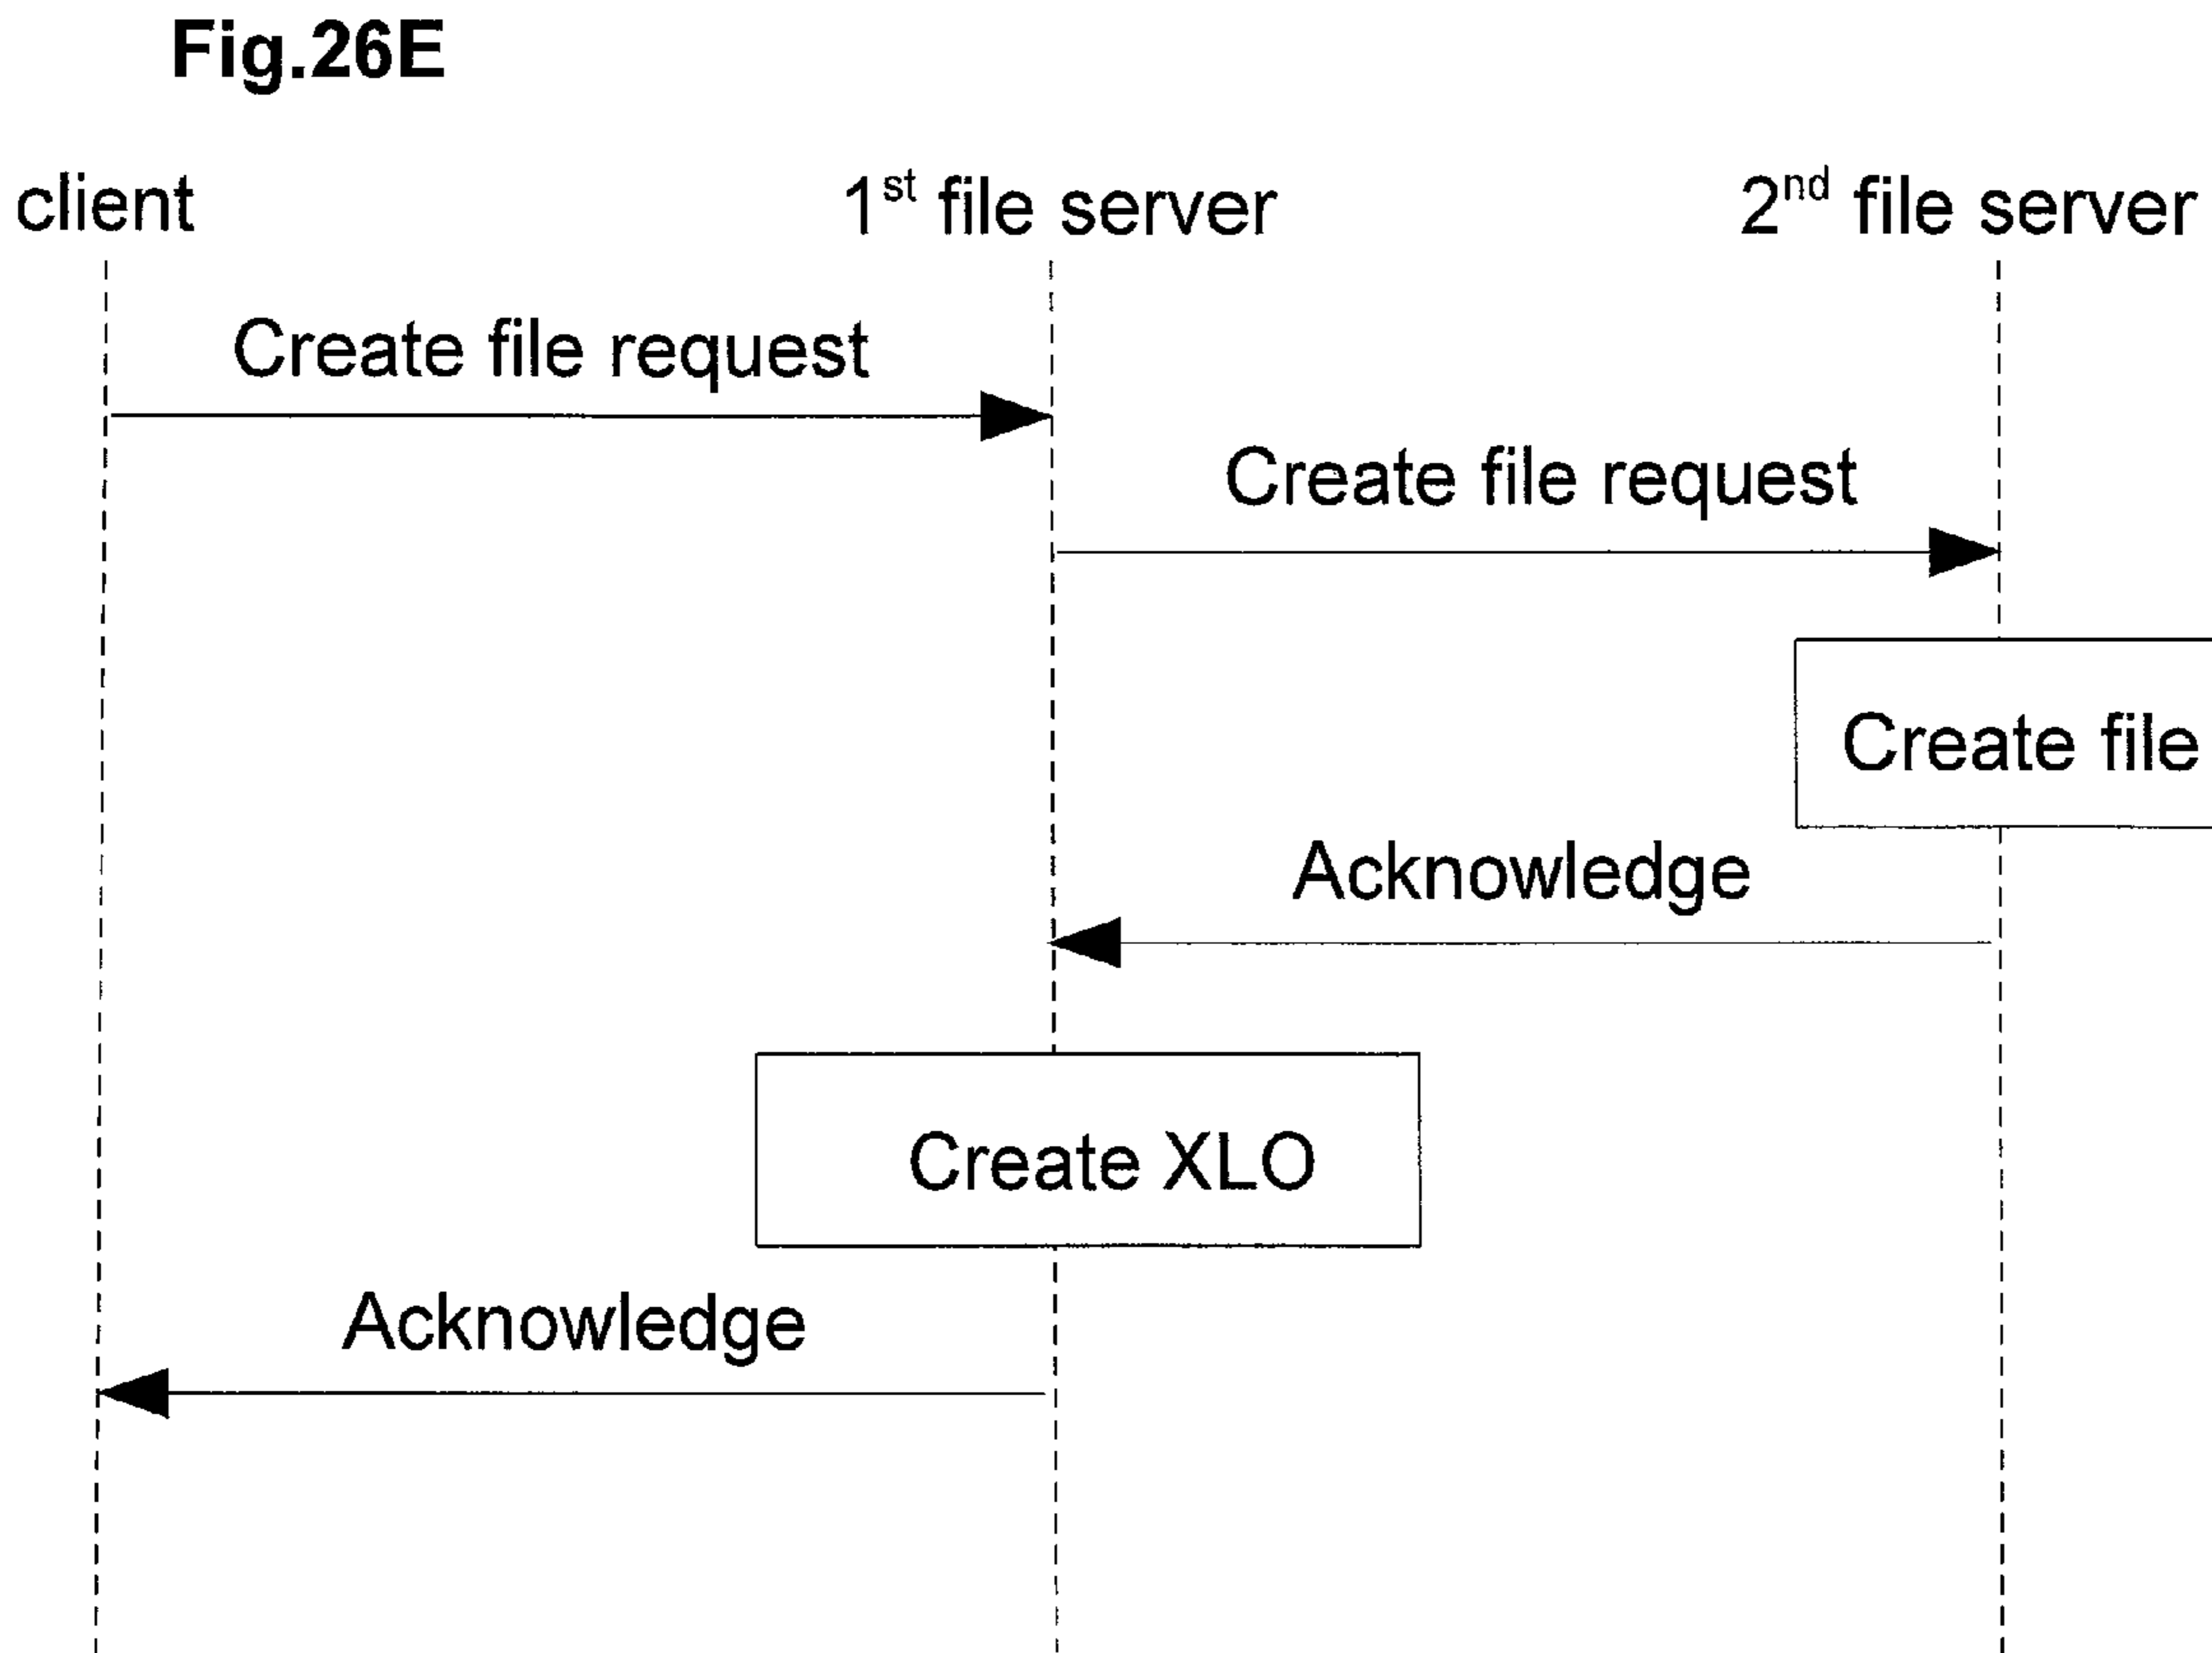 Fig.26E
client
1st file server
2nd file server
Create file request
Create file request
Create file
Acknowledge
Create XLO
Acknowledge